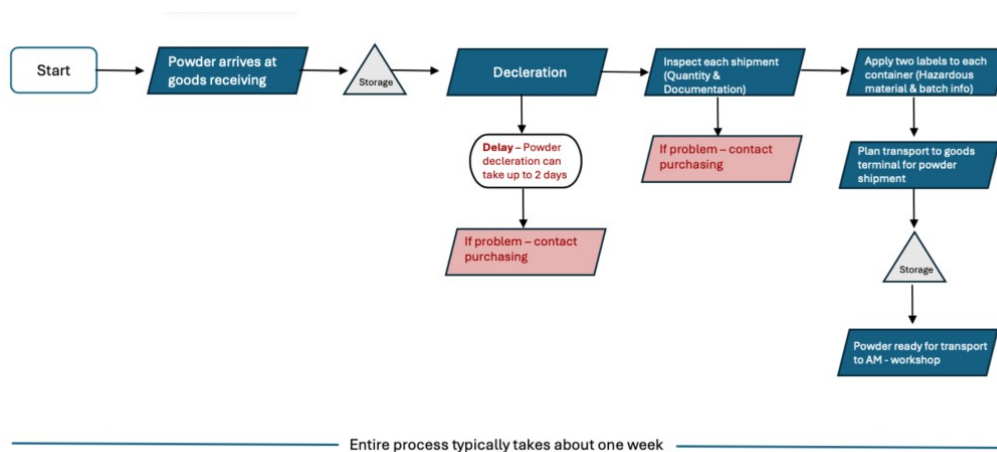 Start
Powder arrives at
goods receiving
Storage
Decleration
Inspect each shipment
(Quantity &
Documentation)
Apply two labels to each
container (Hazardous
material & batch info)
Delay – Powder
decleration can
take up to 2 days
If problem – contact
purchasing
If problem – contact
purchasing
Plan transport to goods
terminal for powder
shipment
Storage
Powder ready for transport
to AM - workshop
Entire process typically takes about one week